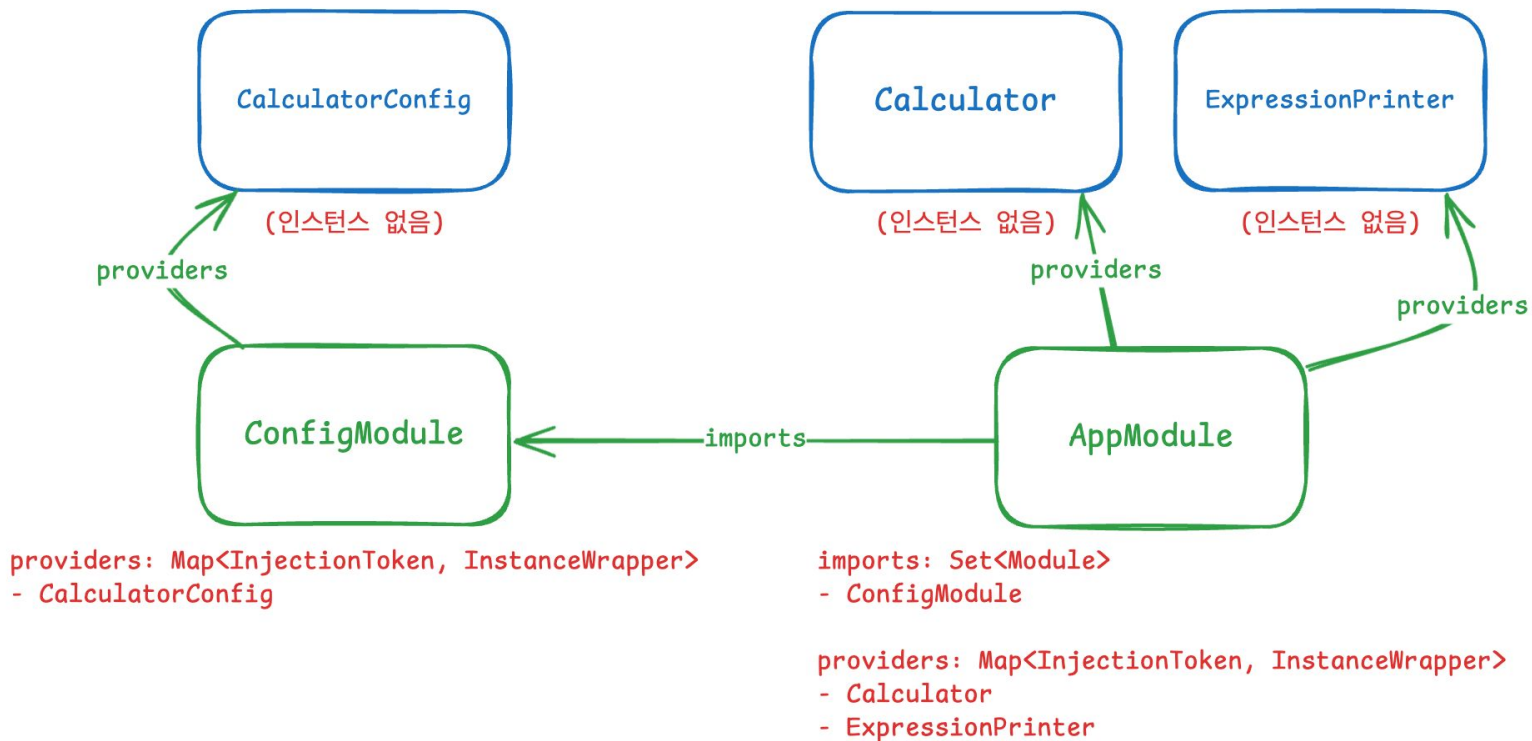 CalculatorConfig
Calculator
ExpressionPrinter
(인스턴스 없음)
(인스턴스 없음)
(인스턴스 없음)
providers
providers
providers
ConfigModule
imports
AppModule
providers: Map<InjectionToken, InstanceWrapper>
- CalculatorConfig
imports: Set<Module>
- ConfigModule
providers: Map<InjectionToken, InstanceWrapper>
- Calculator
- ExpressionPrinter